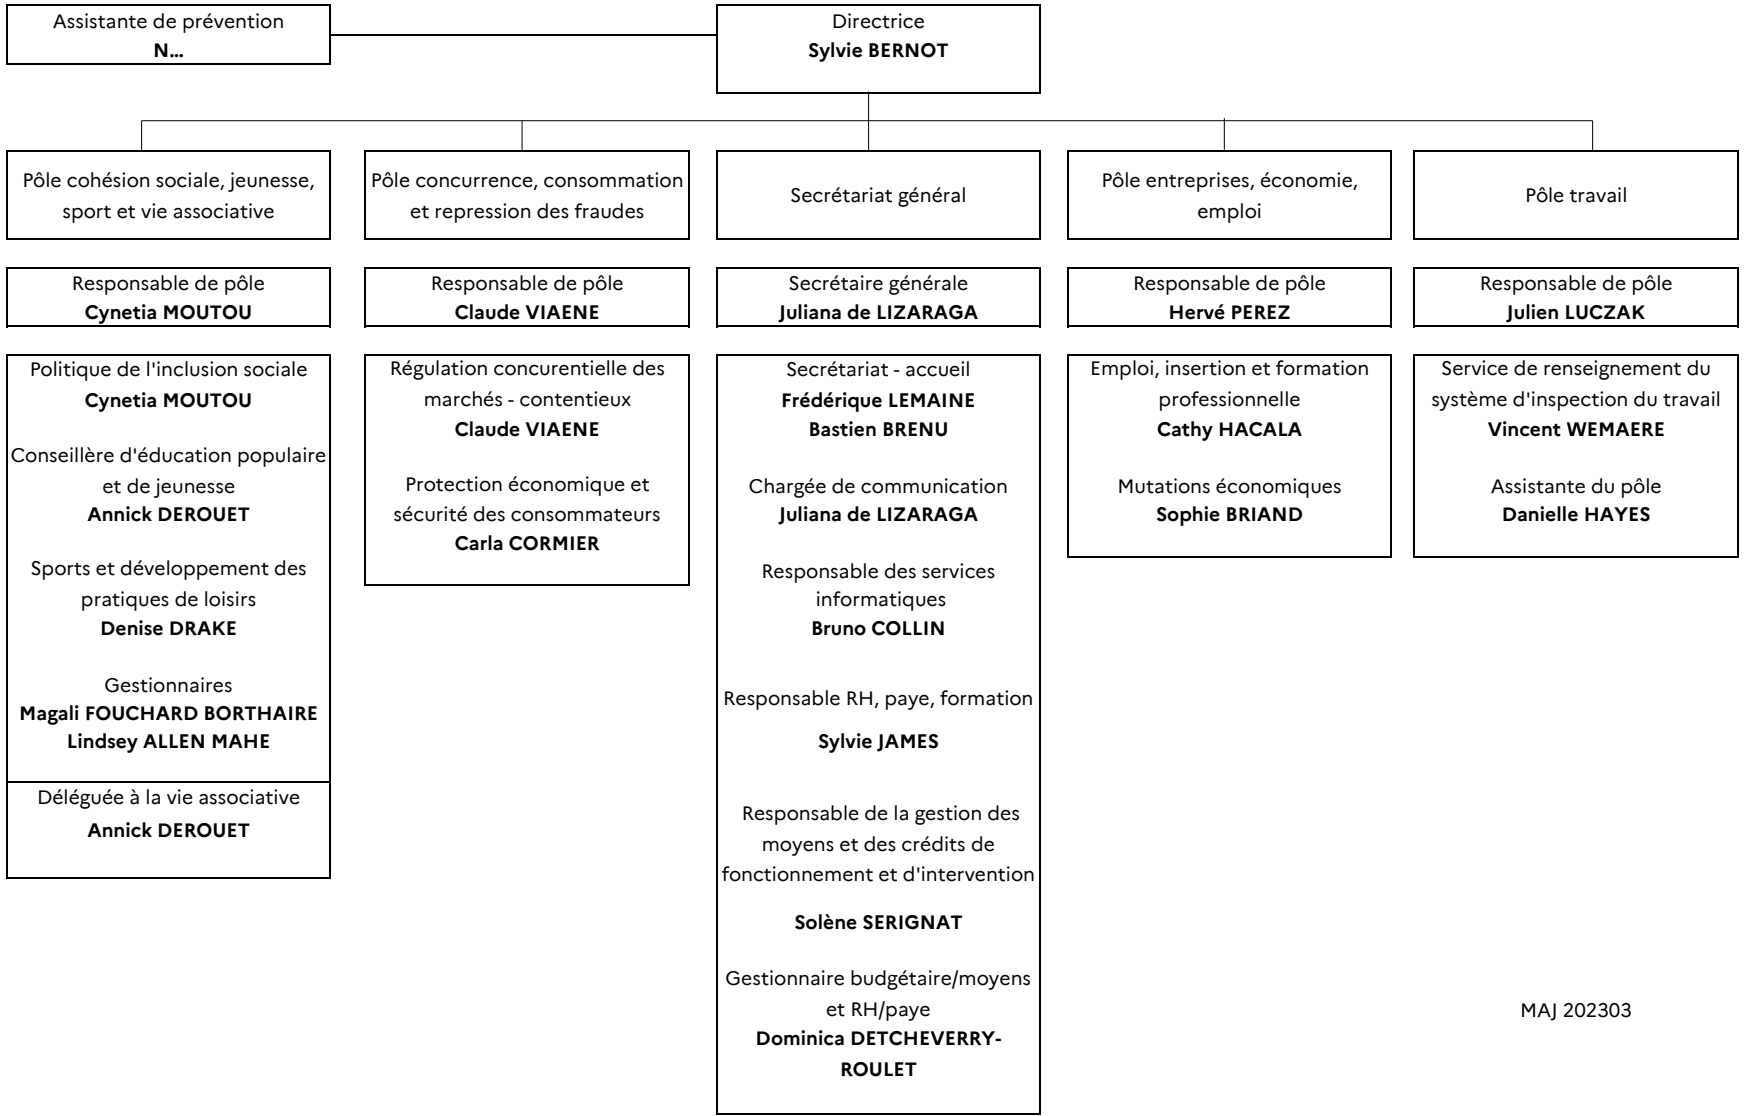 Assistante de prévention
N...
Directrice
Sylvie BERNOT
Pôle cohésion sociale, jeunesse,
sport et vie associative
Pôle concurrence, consommation
et repression des fraudes
Secrétariat général
Pôle entreprises, économie,
emploi
Pôle travail
Responsable de pôle
Cynetia MOUTOU
Responsable de pôle
Claude VIAENE
Secrétaire générale
Juliana de LIZARAGA
Responsable de pôle
Hervé PEREZ
Responsable de pôle
Julien LUCZAK
Politique de l'inclusion sociale
Cynetia MOUTOU
Conseillère d'éducation populaire
et de jeunesse
Annick DEROUET
Sports et développement des
pratiques de loisirs
Denise DRAKE
Gestionnaires
Magali FOUCHARD BORTHAIRE
Lindsey ALLEN MAHE
Déléguée à la vie associative
Annick DEROUET
Régulation concurentielle des
marchés - contentieux
Claude VIAENE
Protection économique et
sécurité des consommateurs
Carla CORMIER
Secrétariat - accueil
Frédérique LEMAINE
Bastien BRENU
Chargée de communication
Juliana de LIZARAGA
Responsable des services
informatiques
Bruno COLLIN
Responsable RH, paye, formation
Sylvie JAMES
Responsable de la gestion des
moyens et des crédits de
fonctionnement et d'intervention
Solène SERIGNAT
Gestionnaire budgétaire/moyens
et RH/paye
Dominica DETCHEVERRY-
ROULET
Emploi, insertion et formation
professionnelle
Cathy HACALA
Mutations économiques
Sophie BRIAND
Service de renseignement du
système d'inspection du travail
Vincent WEMAERE
Assistante du pôle
Danielle HAYES
MAJ 202303